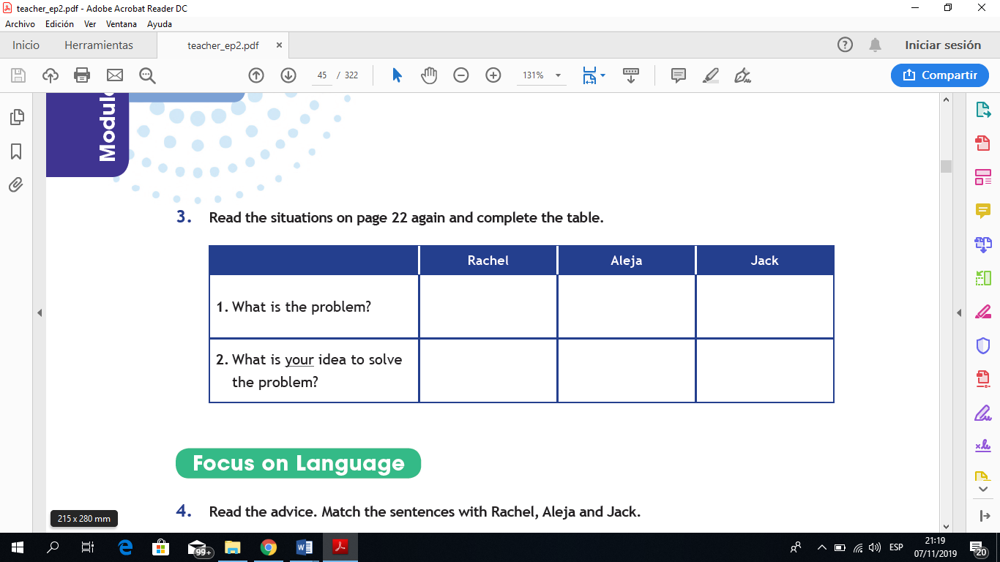 teacher_ep2.pdf - Adobe Acrobat Reader DC
Archivo Edición Ver Ventana Ayuda
Inicio Herramientas teacher_ep2.pdf × Iniciar sesión
45 / 322 131% Compartir
Modul
3. Read the situations on page 22 again and complete the table.
Rachel Aleja Jack
1. What is the problem?
2. What is your idea to solve
the problem?
Focus on Language
4. Read the advice. Match the sentences with Rachel, Aleja and Jack.
215 x 280 mm
99+ ESP 21:19
07/11/2019 20